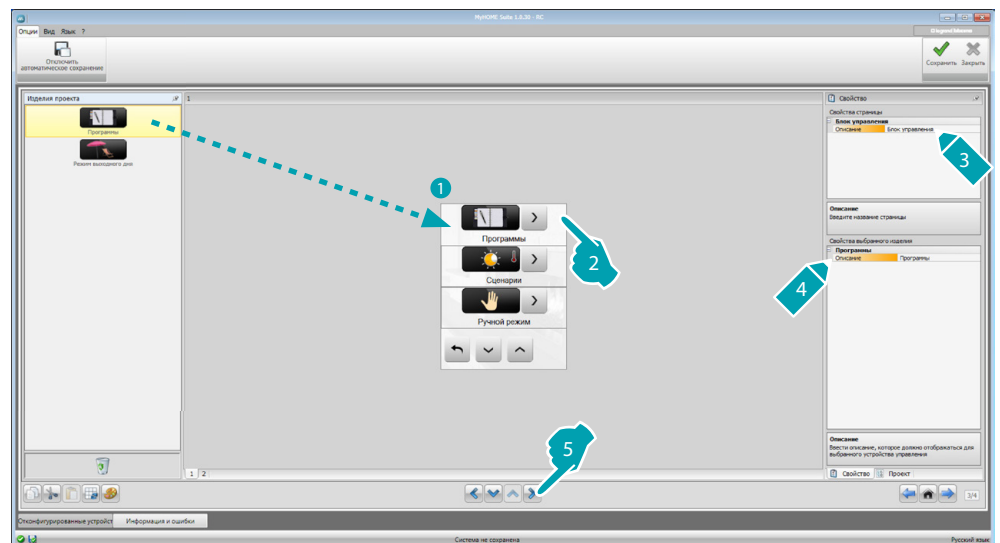 MyHOME Suite 1.0.30 - RC
Опции Вид Язык ?
Отключить
автоматическое сохранение
Сохранить Закрыть
Изделия проекта
Программы
Режим выходного дня
1
1
Программы
2
Сценарии
Ручной режим
5
1 2
Свойство
Свойства страницы
Блок управления
Описание Блок управления
3
Описание
Введите название страницы
Свойства выбранного изделия
Программы
Описание Программы
4
Описание
Ввести описание, которое должно отображаться для
выбранного устройства управления
Свойство Проект
3/4
Отконфигурированные устройст Информация и ошибки
Система не сохранена
Русский язык